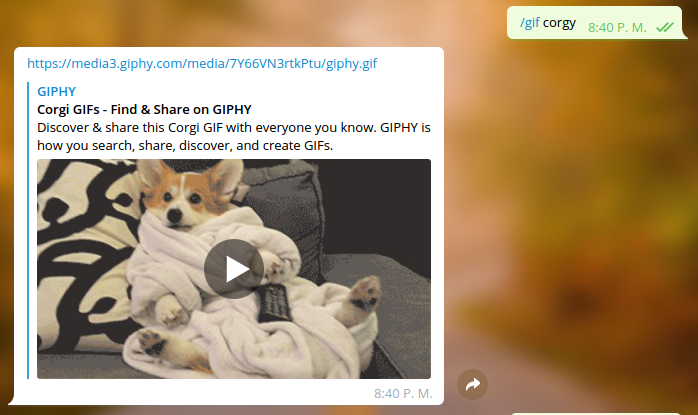 /gif corgy
8:40 P. M.
https://media3.giphy.com/media/7Y66VN3rtkPtu/giphy.gif
GIPHY
Corgi GIFs - Find & Share on GIPHY
Discover & share this Corgi GIF with everyone you know. GIPHY is
how you search, share, discover, and create GIFs.
8:40 P. M.